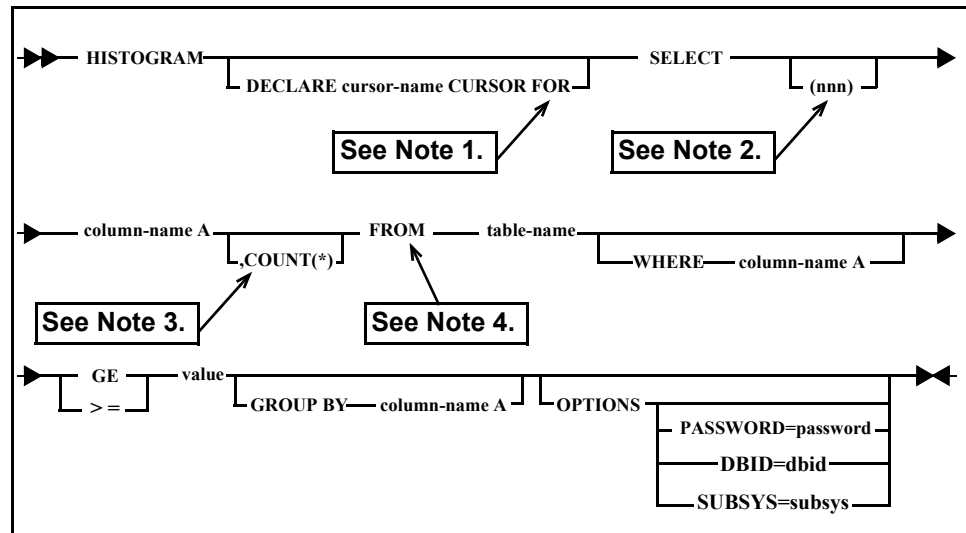 HISTOGRAM SELECT
DECLARE cursor-name CURSOR FOR (nnn)
See Note 1. See Note 2.
column-name A FROM table-name
,COUNT(*) WHERE column-name A
See Note 3. See Note 4.
GE value
> = GROUP BY column-name A OPTIONS
PASSWORD=password
DBID=dbid
SUBSYS=subsys